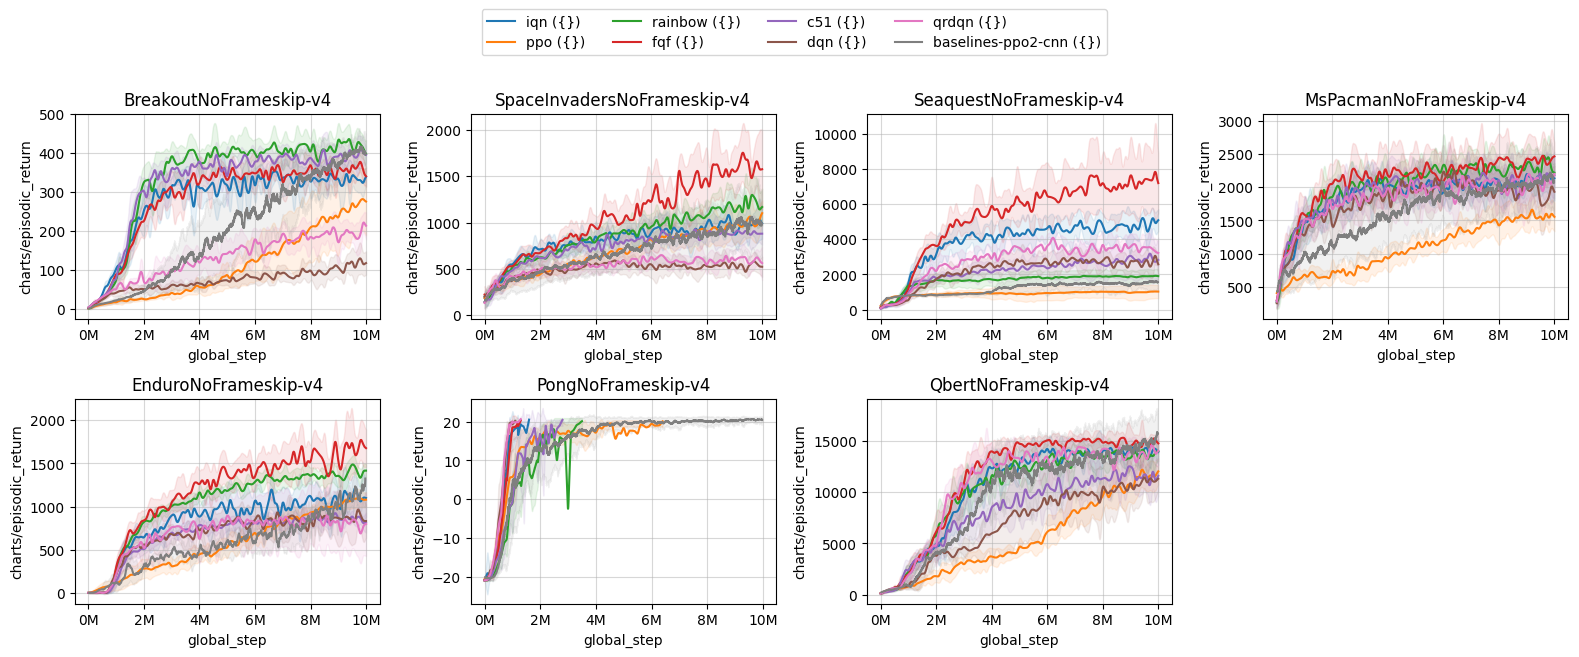 iqn ({}) rainbow ({}) c51 ({}) qrdqn ({})
ppo ({}) fqf ({}) dqn ({}) baselines-ppo2-cnn ({})
BreakoutNoFrameskip-v4
charts/episodic_return
500
400
300
200
100
0
0M 2M 4M 6M 8M 10M
global_step
SpaceInvadersNoFrameskip-v4
charts/episodic_return
2000
1500
1000
500
0
0M 2M 4M 6M 8M 10M
global_step
SeaquestNoFrameskip-v4
charts/episodic_return
10000
8000
6000
4000
2000
0
0M 2M 4M 6M 8M 10M
global_step
MsPacmanNoFrameskip-v4
charts/episodic_return
3000
2500
2000
1500
1000
500
0M 2M 4M 6M 8M 10M
global_step
EnduroNoFrameskip-v4
charts/episodic_return
2000
1500
1000
500
0
0M 2M 4M 6M 8M 10M
global_step
PongNoFrameskip-v4
charts/episodic_return
20
10
0
−10
−20
0M 2M 4M 6M 8M 10M
global_step
QbertNoFrameskip-v4
charts/episodic_return
15000
10000
5000
0
0M 2M 4M 6M 8M 10M
global_step